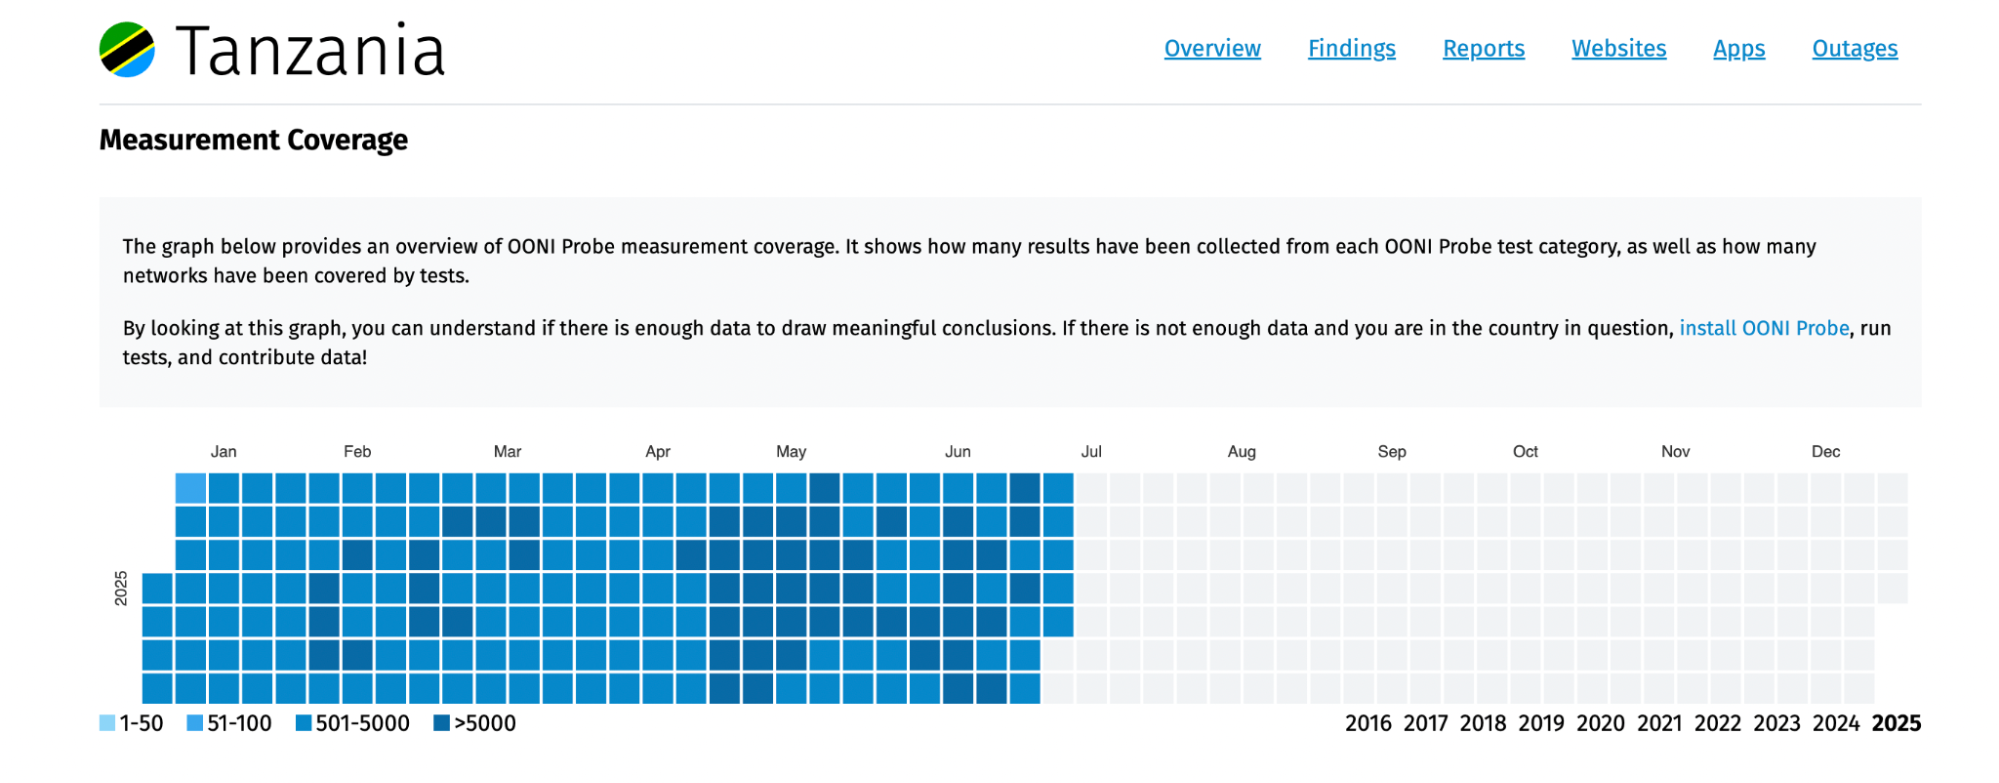 Tanzania
Overview Findings Reports Websites Apps Outages
Measurement Coverage
The graph below provides an overview of OONI Probe measurement coverage. It shows how many results have been collected from each OONI Probe test category, as well as how many
networks have been covered by tests.
By looking at this graph, you can understand if there is enough data to draw meaningful conclusions. If there is not enough data and you are in the country in question, install OONI Probe, run
tests, and contribute data!
Jan Feb Mar Apr May Jun Jul Aug Sep Oct Nov Dec
2025
1-50 51-100 501-5000 >5000
2016 2017 2018 2019 2020 2021 2022 2023 2024 2025